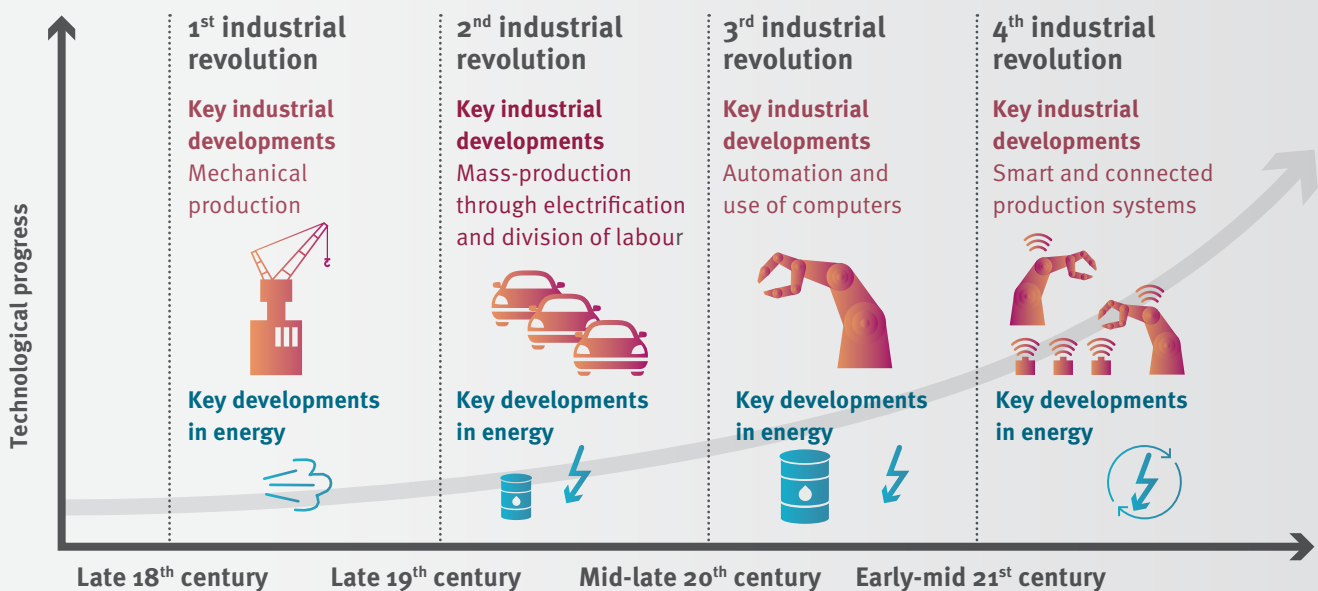 Technological progress
1st industrial
revolution
Key industrial
developments
Mechanical
production
Key developments
in energy
2nd industrial
revolution
Key industrial
developments
Mass-production
through electrification
and division of labour
Key developments
in energy
3rd industrial
revolution
Key industrial
developments
Automation and
use of computers
Key developments
in energy
4th industrial
revolution
Key industrial
developments
Smart and connected
production systems
Key developments
in energy
Late 18th century
Late 19th century
Mid-late 20th century
Early-mid 21st century